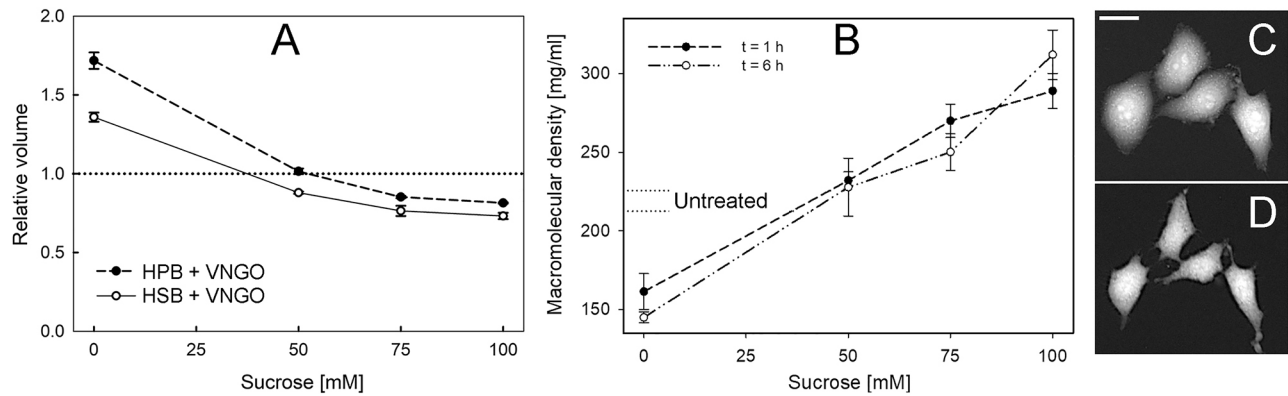 A
Relative volume
2.0
1.5
1.0
0.5
0.0
HPB + VNGO
HSB + VNGO
0 25 50 75 100
Sucrose [mM]
B
Macromolecular density [mg/ml]
300
250
200
150
t = 1 h
t = 6 h
Untreated
0 25 50 75 100
Sucrose [mM]
C
D